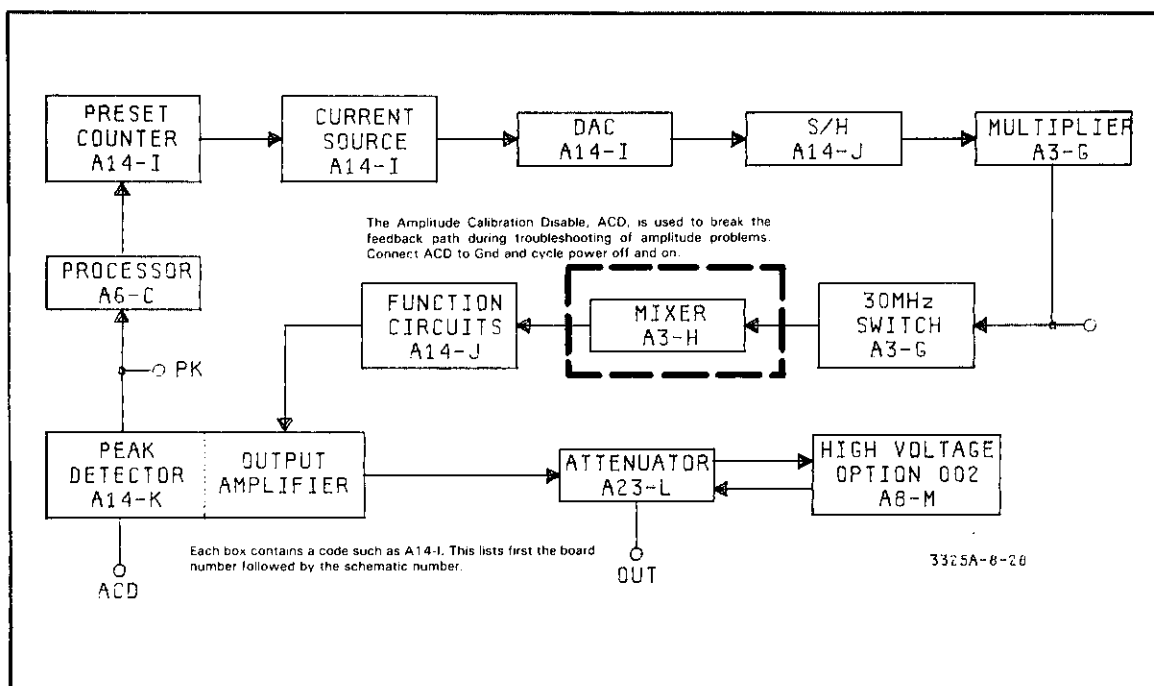 PRESET
COUNTER
A14-I
CURRENT
SOURCE
A14-I
DAC
A14-I
S/H
A14-J
MULTIPLIER
A3-G
The Amplitude Calibration Disable, ACD, is used to break the
feedback path during troubleshooting of amplitude problems.
Connect ACD to Gnd and cycle power off and on.
PROCESSOR
A6-C
FUNCTION
CIRCUITS
A14-J
MIXER
A3-H
30MHz
SWITCH
A3-G
PK
PEAK
DETECTOR
A14-K
OUTPUT
AMPLIFIER
ATTENUATOR
A23-L
HIGH VOLTAGE
OPTION 002
A8-M
Each box contains a code such as A14-I. This lists first the board
number followed by the schematic number.
ACD
OUT
3325A-8-28